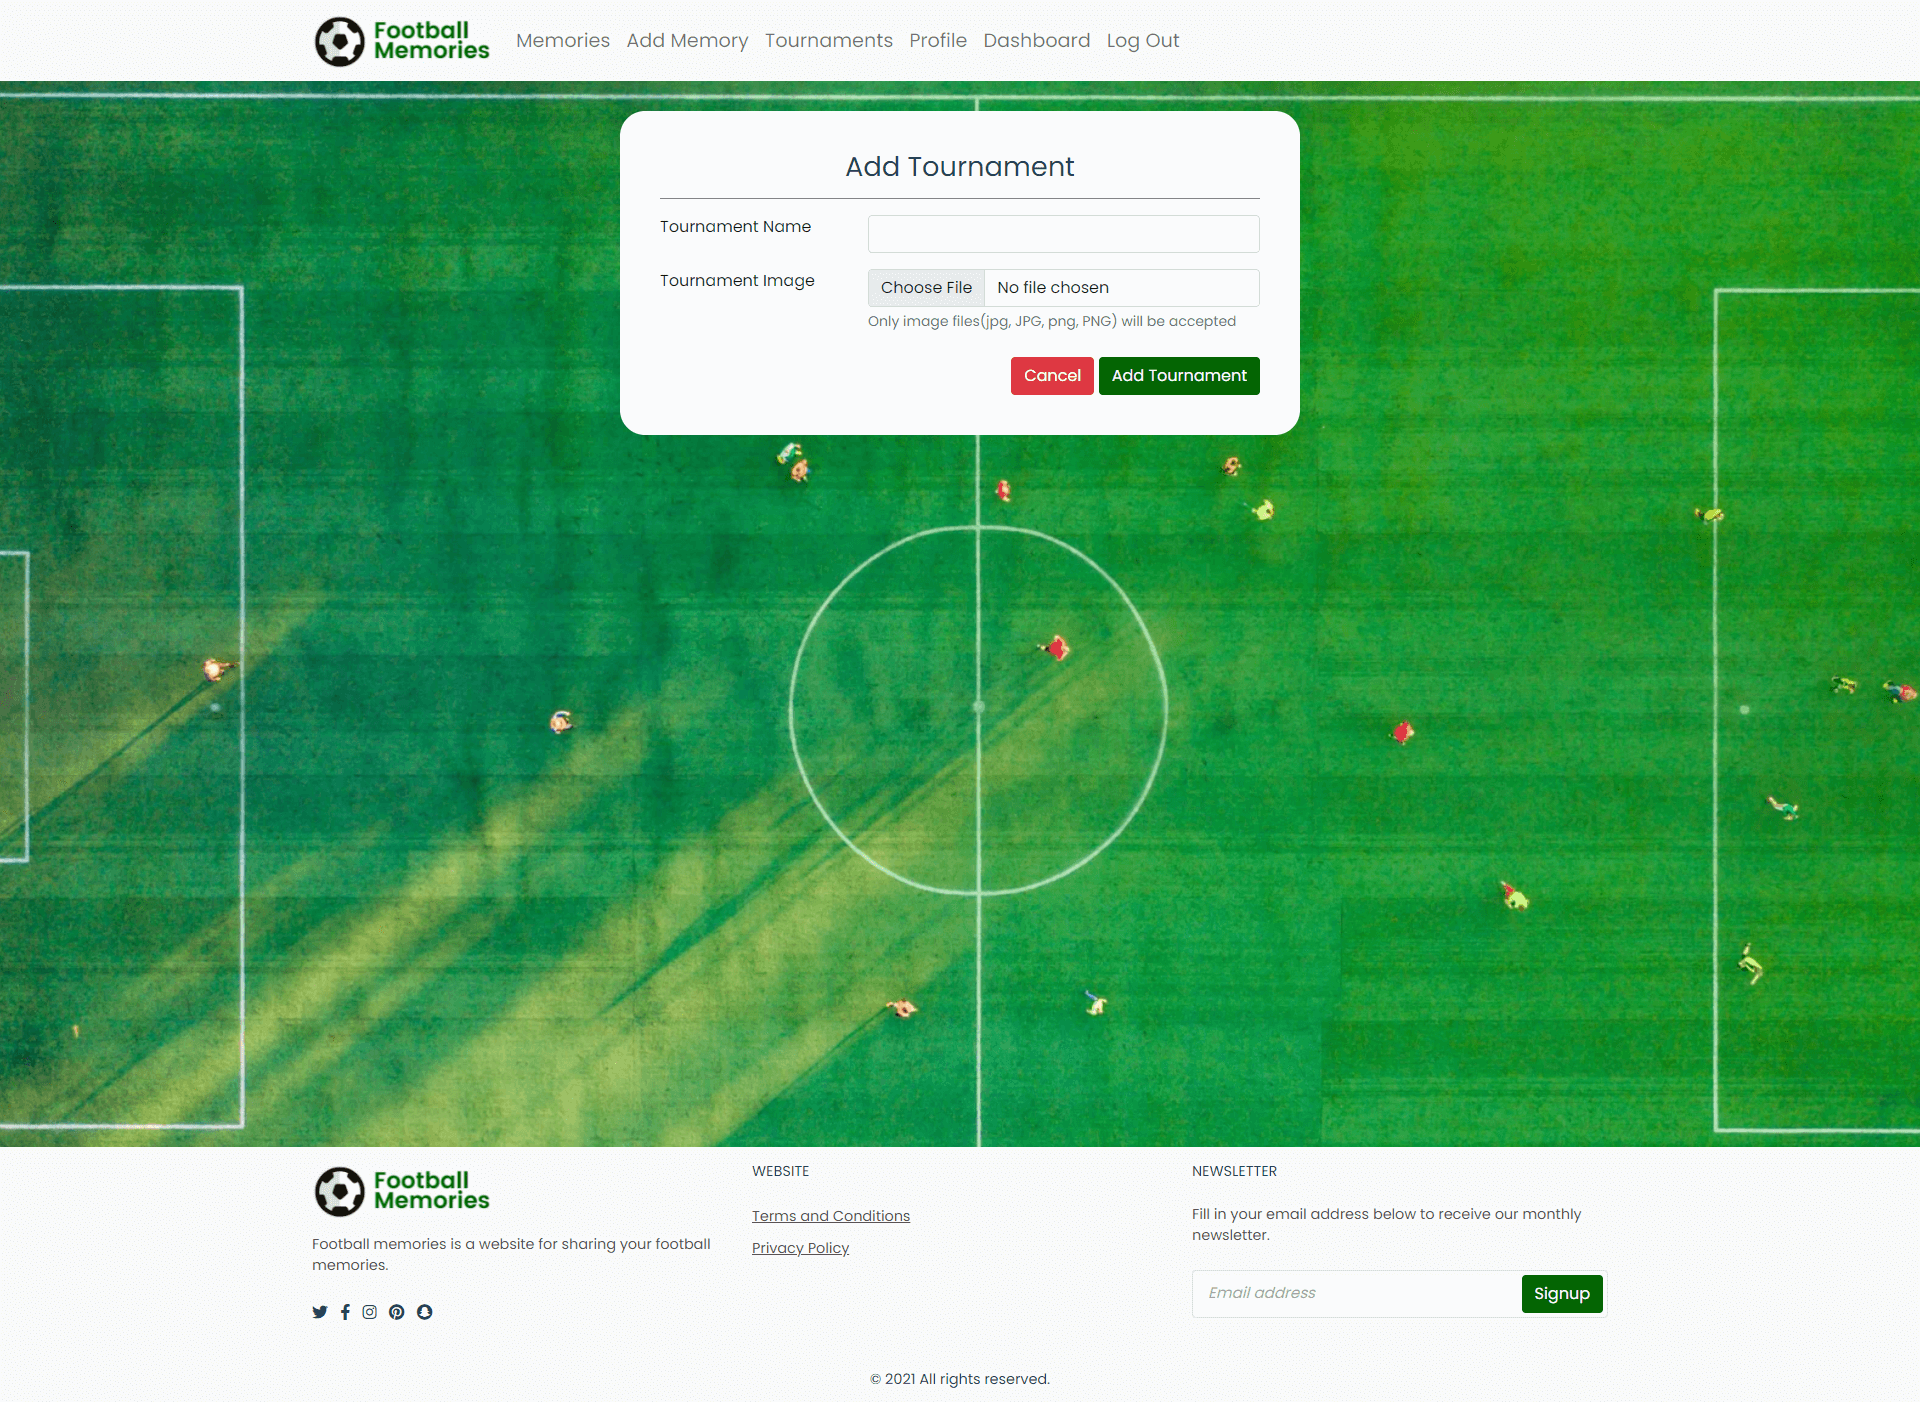 Football
Memories
Memories Add Memory Tournaments Profile Dashboard Log Out
Add Tournament
Tournament Name
Tournament Image
Choose File No file chosen
Only image files(jpg, JPG, png, PNG) will be accepted
Cancel Add Tournament
Football
Memories
Football memories is a website for sharing your football
memories.
WEBSITE
Terms and Conditions
Privacy Policy
NEWSLETTER
Fill in your email address below to receive our monthly
newsletter.
Email address Signup
© 2021 All rights reserved.